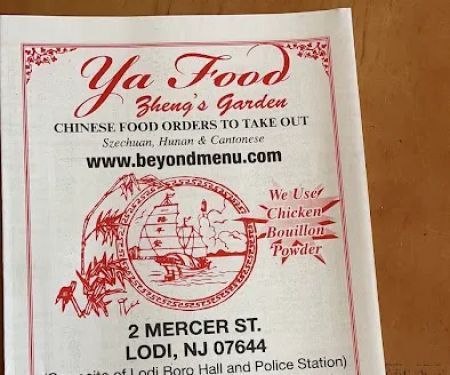 Ya Food
Zheng's Garden
CHINESE FOOD ORDERS TO TAKE OUT
Szechuan, Hunan & Cantonese
www.beyondmenu.com
We Use
Chicken
Bouillon
Powder
2 MERCER ST.
LODI, NJ 07644
(Opposite of Lodi Boro Hall and Police Station)